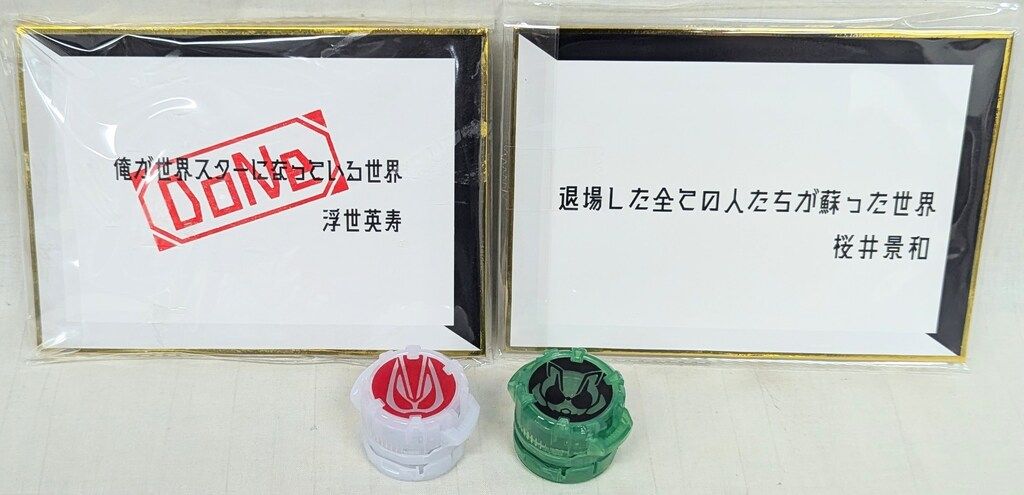 俺が世界スターになっている世界
DONE
浮世英寿
退場した全ての人たちが蘇った世界
桜井景和